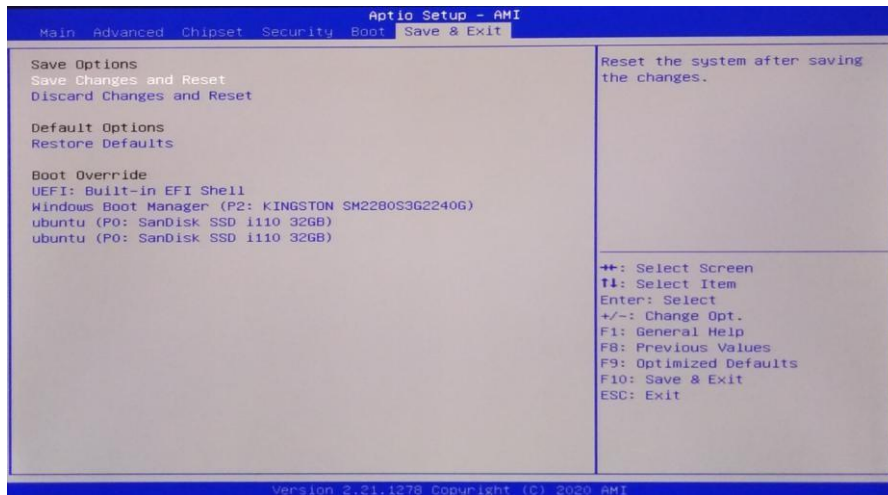 Aptio Setup - AMI
Main Advanced Chipset Security Boot Save & Exit
Save Options
Save Changes and Reset
Discard Changes and Reset
Default Options
Restore Defaults
Boot Override
UEFI: Built-in EFI Shell
Windows Boot Manager (P2: KINGSTON SM2280S3G2240G)
ubuntu (P0: SanDisk SSD i110 32GB)
ubuntu (P0: SanDisk SSD i110 32GB)
Reset the system after saving
the changes.
→←: Select Screen
↑↓: Select Item
Enter: Select
+/-: Change Opt.
F1: General Help
F8: Previous Values
F9: Optimized Defaults
F10: Save & Exit
ESC: Exit
Version 2.21.1278 Copyright (C) 2020 AMI